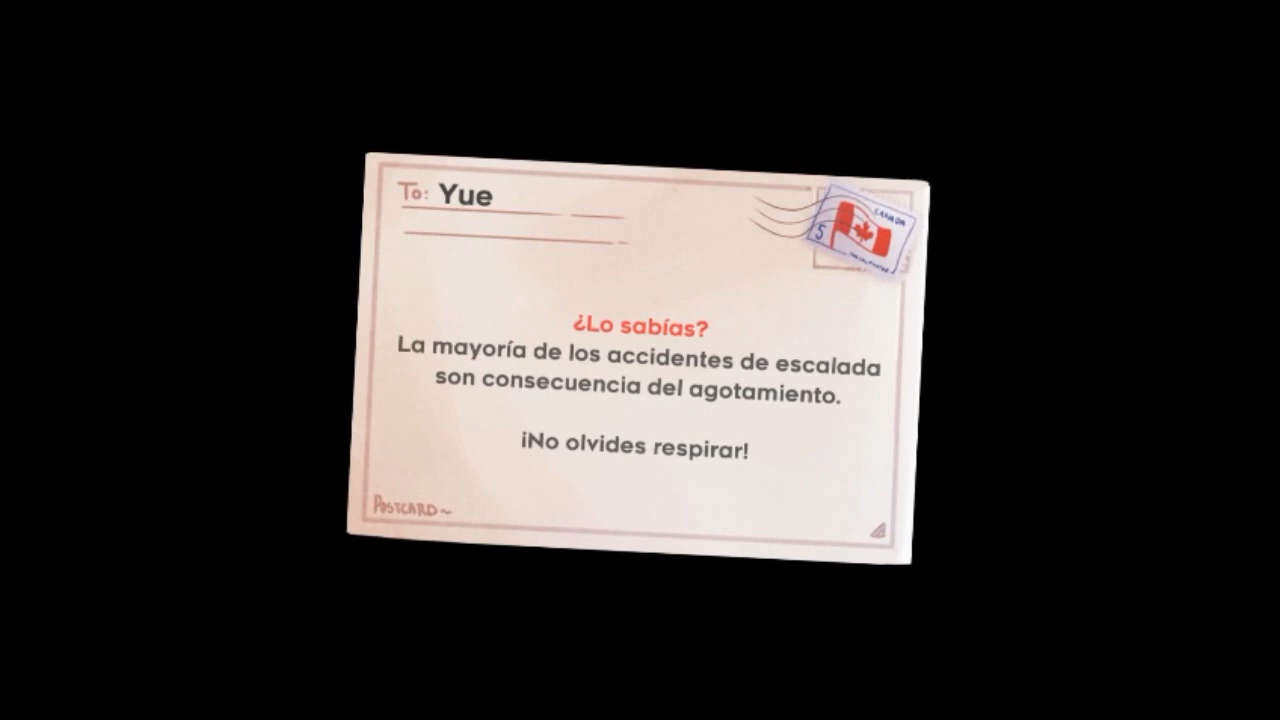 To: Yue
CANADA
5
¿Lo sabías?
La mayoría de los accidentes de escalada
son consecuencia del agotamiento.
¡No olvides respirar!
POSTCARD~